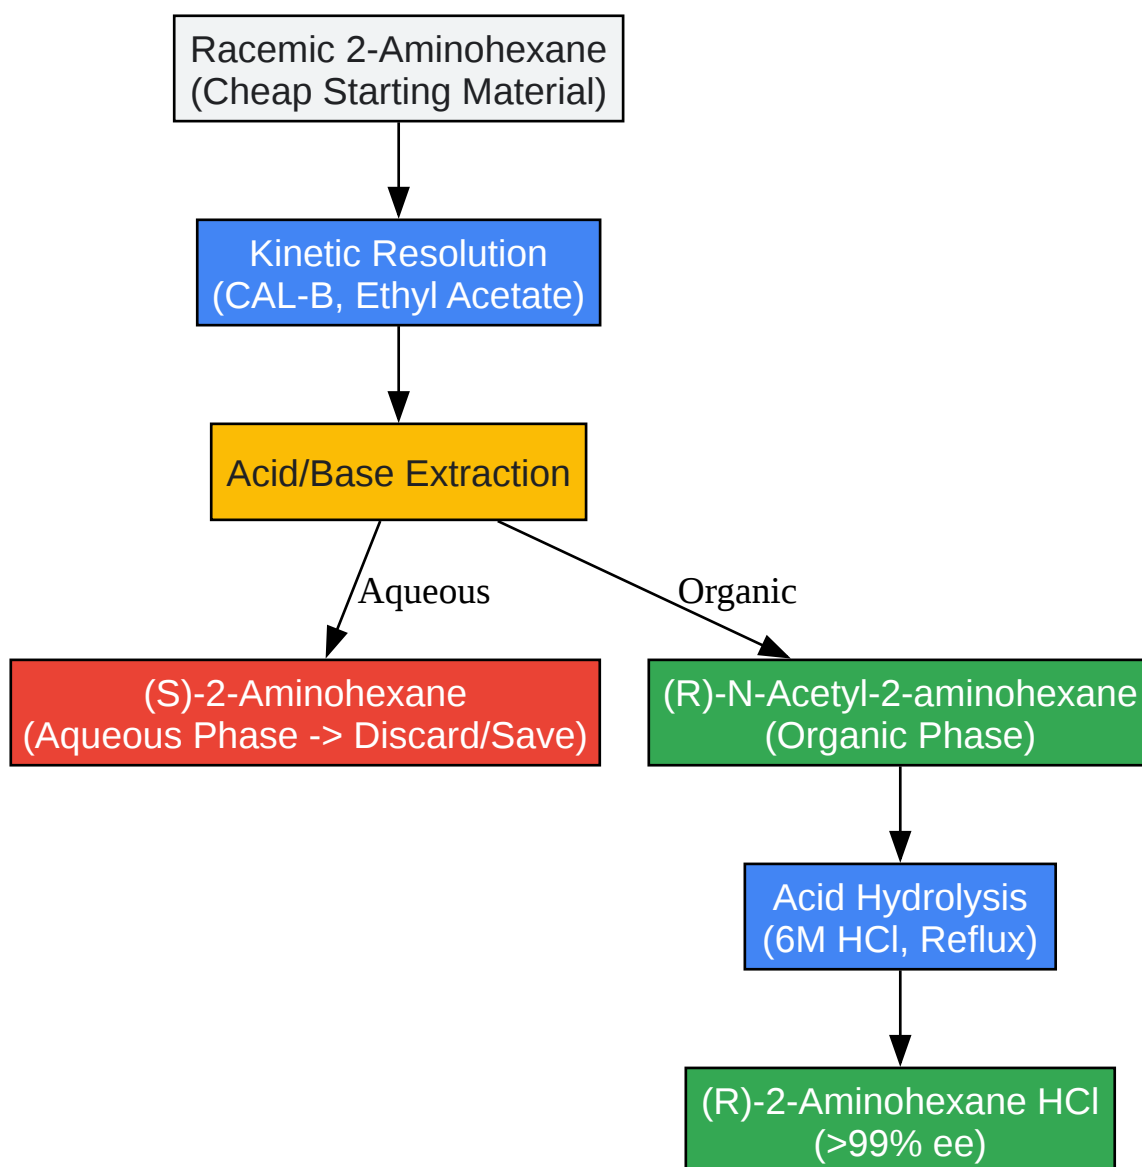 Racemic 2-Aminohexane
(Cheap Starting Material)
Kinetic Resolution
(CAL-B, Ethyl Acetate)
Acid/Base Extraction
Aqueous
Organic
(S)-2-Aminohexane
(Aqueous Phase -> Discard/Save)
(R)-N-Acetyl-2-aminohexane
(Organic Phase)
Acid Hydrolysis
(6M HCl, Reflux)
(R)-2-Aminohexane HCl
(>99% ee)